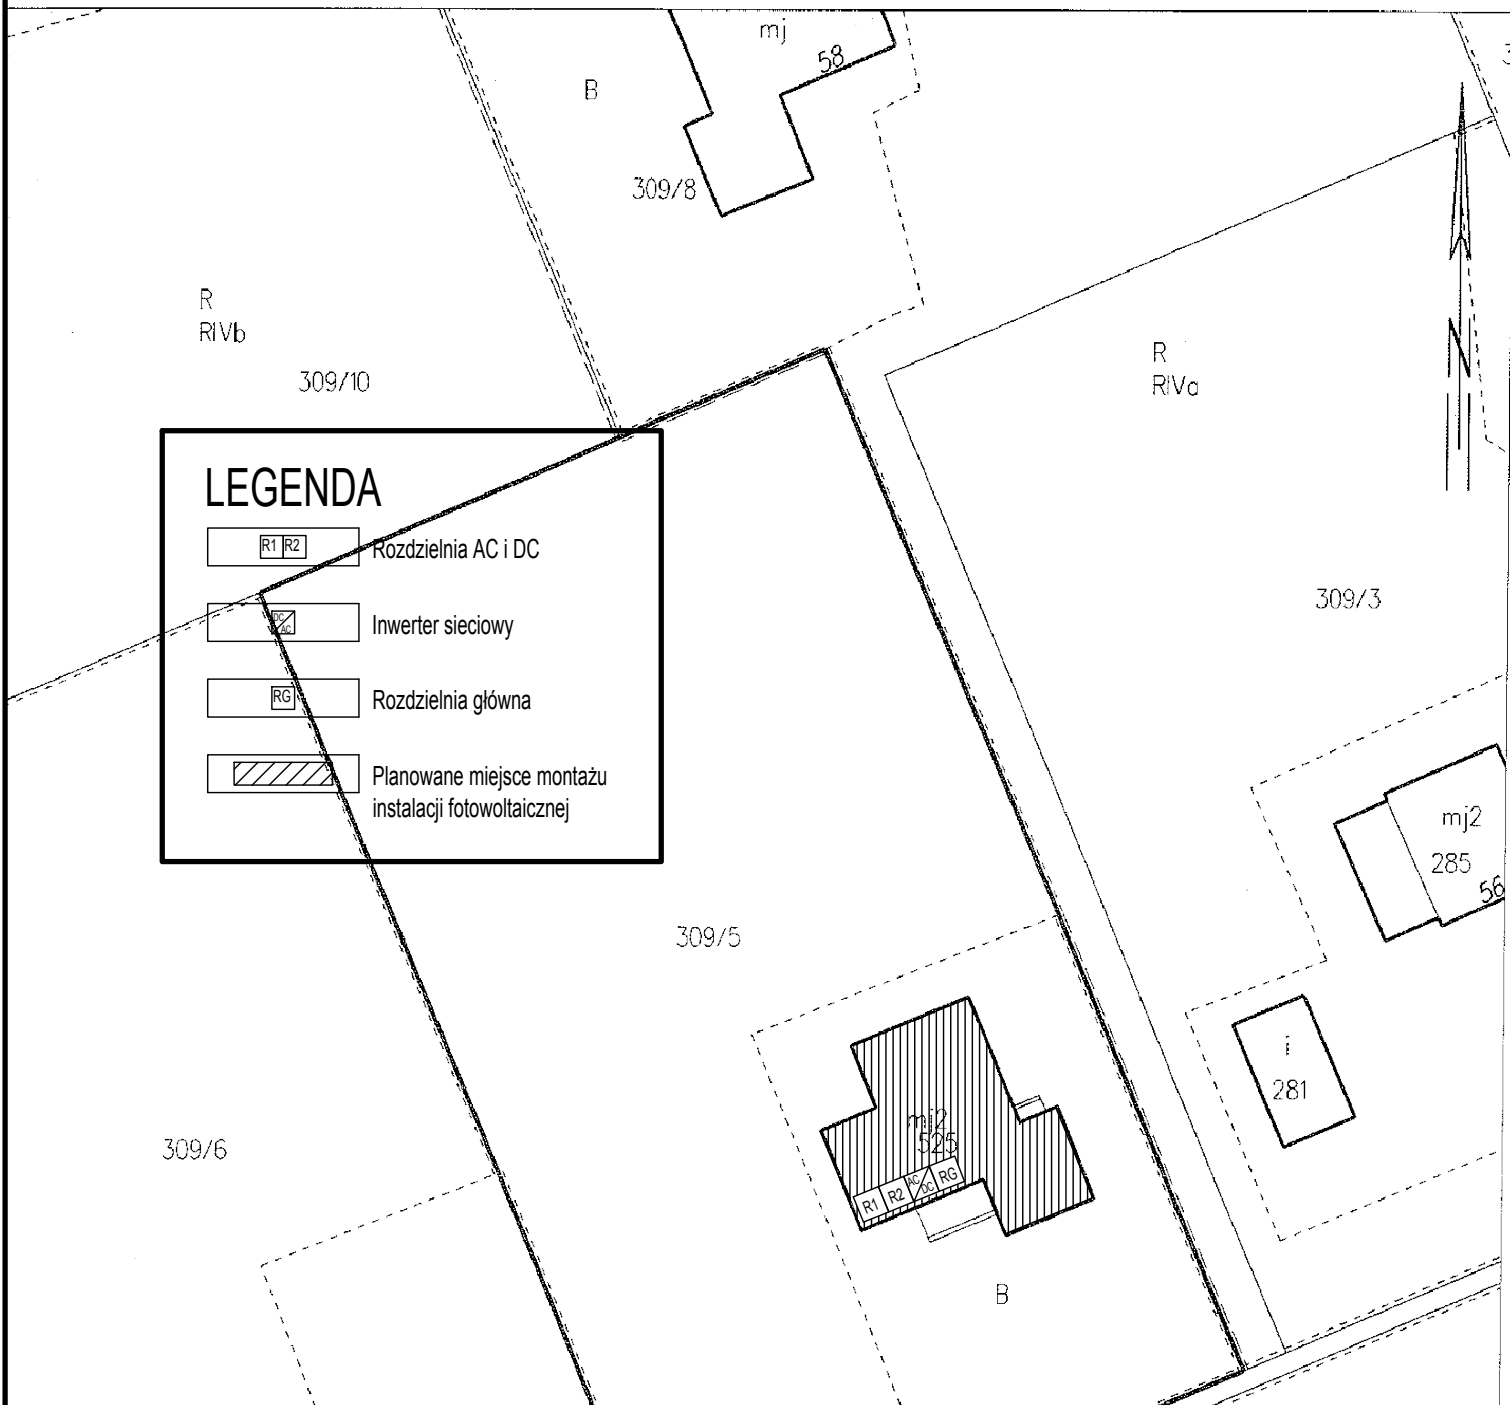 mj
58
B
309/8
R
RIVb
309/10
R
RIVa
LEGENDA
R1 R2 Rozdzielnia AC i DC
DC AC Inwerter sieciowy
RG Rozdzielnia główna
Planowane miejsce montażu
instalacji fotowoltaicznej
309/3
mj2
285
56
309/5
i
281
mj2
525
309/6
R1 R2 AC DC RG
B